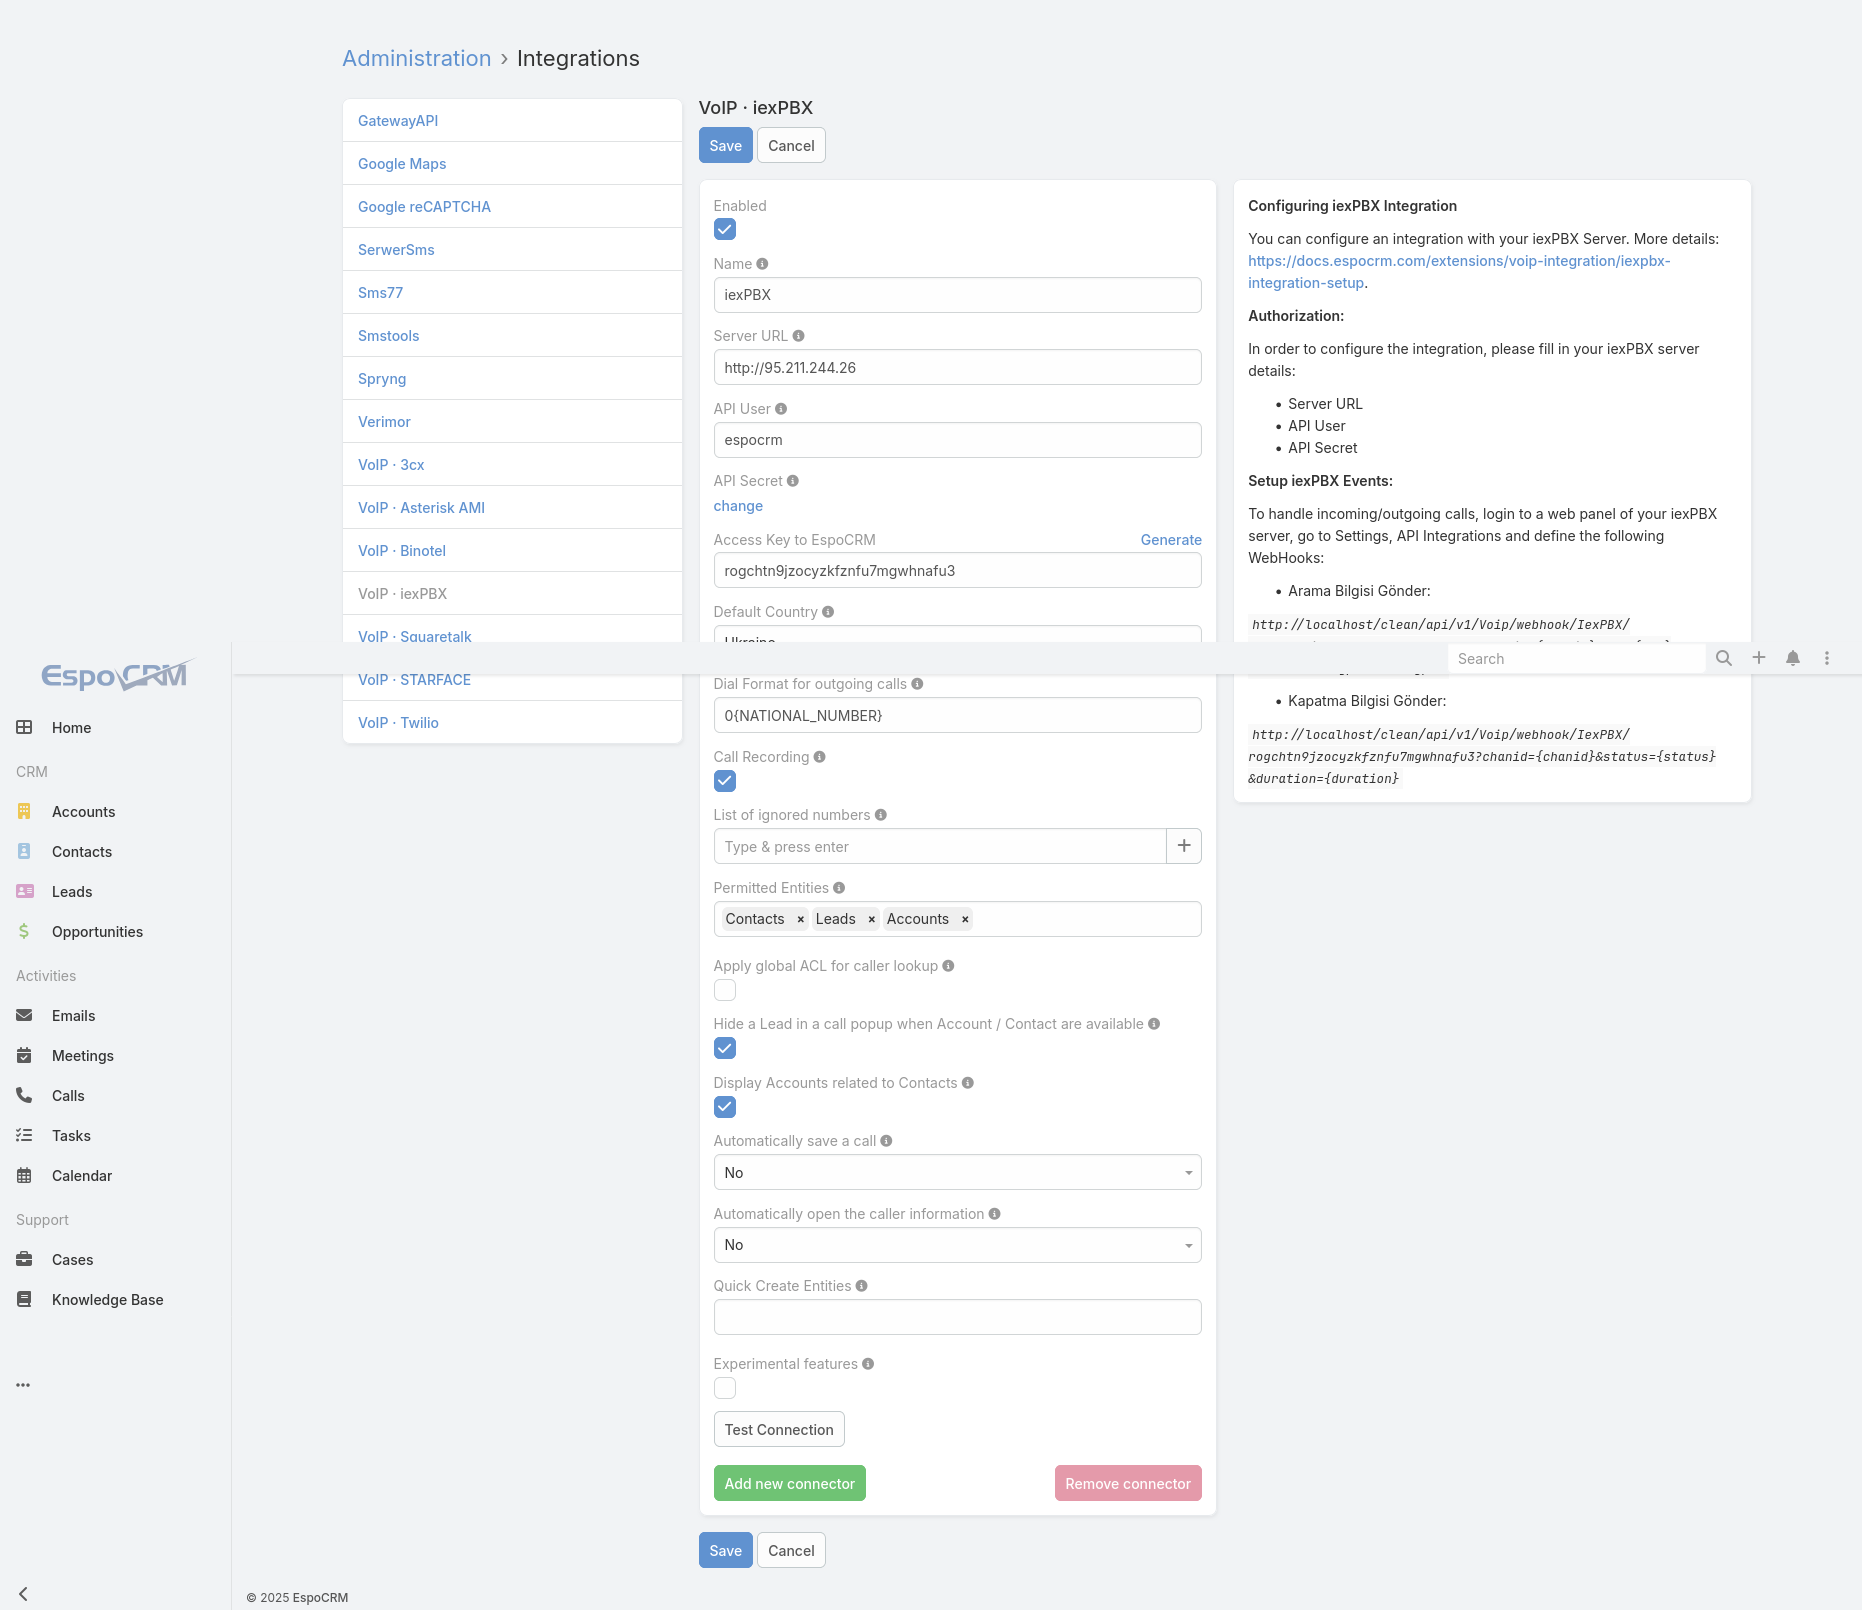 Administration › Integrations
GatewayAPI
Google Maps
Google reCAPTCHA
SerwerSms
Sms77
Smstools
Spryng
Verimor
VoIP · 3cx
VoIP · Asterisk AMI
VoIP · Binotel
VoIP · iexPBX
VoIP · Squaretalk
VoIP · STARFACE
VoIP · Twilio
VoIP · iexPBX
Save
Cancel
Enabled
Name
iexPBX
Server URL
http://95.211.244.26
API User
espocrm
API Secret
change
Access Key to EspoCRM
Generate
rogchtn9jzocyzkfznfu7mgwhnafu3
Default Country
Ukraine
Dial Format for outgoing calls
0{NATIONAL_NUMBER}
Call Recording
List of ignored numbers
Type & press enter
Permitted Entities
Contacts × Leads × Accounts ×
Apply global ACL for caller lookup
Hide a Lead in a call popup when Account / Contact are available
Display Accounts related to Contacts
Automatically save a call
No
Automatically open the caller information
No
Quick Create Entities
Experimental features
Test Connection
Add new connector
Remove connector
Save
Cancel
Configuring iexPBX Integration
You can configure an integration with your iexPBX Server. More details:
https://docs.espocrm.com/extensions/voip-integration/iexpbx-
integration-setup.
Authorization:
In order to configure the integration, please fill in your iexPBX server
details:
• Server URL
• API User
• API Secret
Setup iexPBX Events:
To handle incoming/outgoing calls, login to a web panel of your iexPBX
server, go to Settings, API Integrations and define the following
WebHooks:
• Arama Bilgisi Gönder:
http://localhost/clean/api/v1/Voip/webhook/IexPBX/
• Kapatma Bilgisi Gönder:
http://localhost/clean/api/v1/Voip/webhook/IexPBX/
rogchtn9jzocyzkfznfu7mgwhnafu3?chanid={chanid}&status={status}
&duration={duration}
Search
EspoCRM
Home
CRM
Accounts
Contacts
Leads
Opportunities
Activities
Emails
Meetings
Calls
Tasks
Calendar
Support
Cases
Knowledge Base
© 2025 EspoCRM